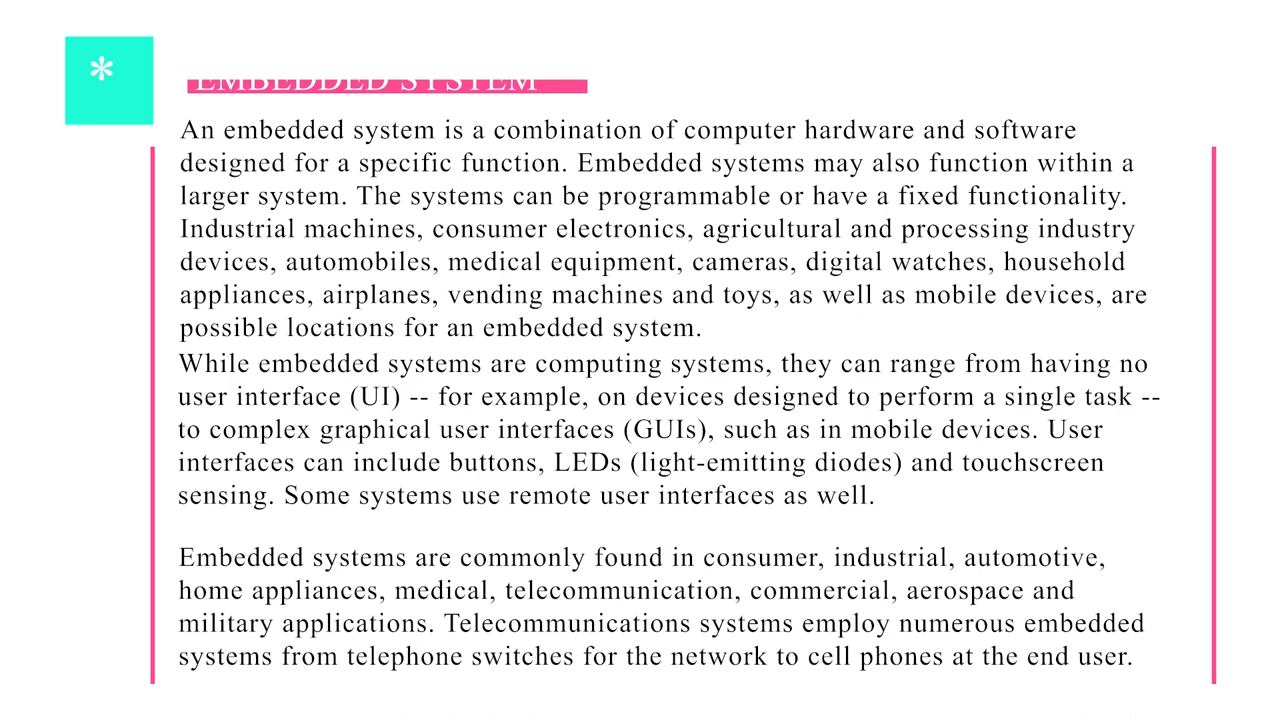 *
EMBEDDED SYSTEM
An embedded system is a combination of computer hardware and software
designed for a specific function. Embedded systems may also function within a
larger system. The systems can be programmable or have a fixed functionality.
Industrial machines, consumer electronics, agricultural and processing industry
devices, automobiles, medical equipment, cameras, digital watches, household
appliances, airplanes, vending machines and toys, as well as mobile devices, are
possible locations for an embedded system.
While embedded systems are computing systems, they can range from having no
user interface (UI) -- for example, on devices designed to perform a single task --
to complex graphical user interfaces (GUIs), such as in mobile devices. User
interfaces can include buttons, LEDs (light-emitting diodes) and touchscreen
sensing. Some systems use remote user interfaces as well.
Embedded systems are commonly found in consumer, industrial, automotive,
home appliances, medical, telecommunication, commercial, aerospace and
military applications. Telecommunications systems employ numerous embedded
systems from telephone switches for the network to cell phones at the end user.